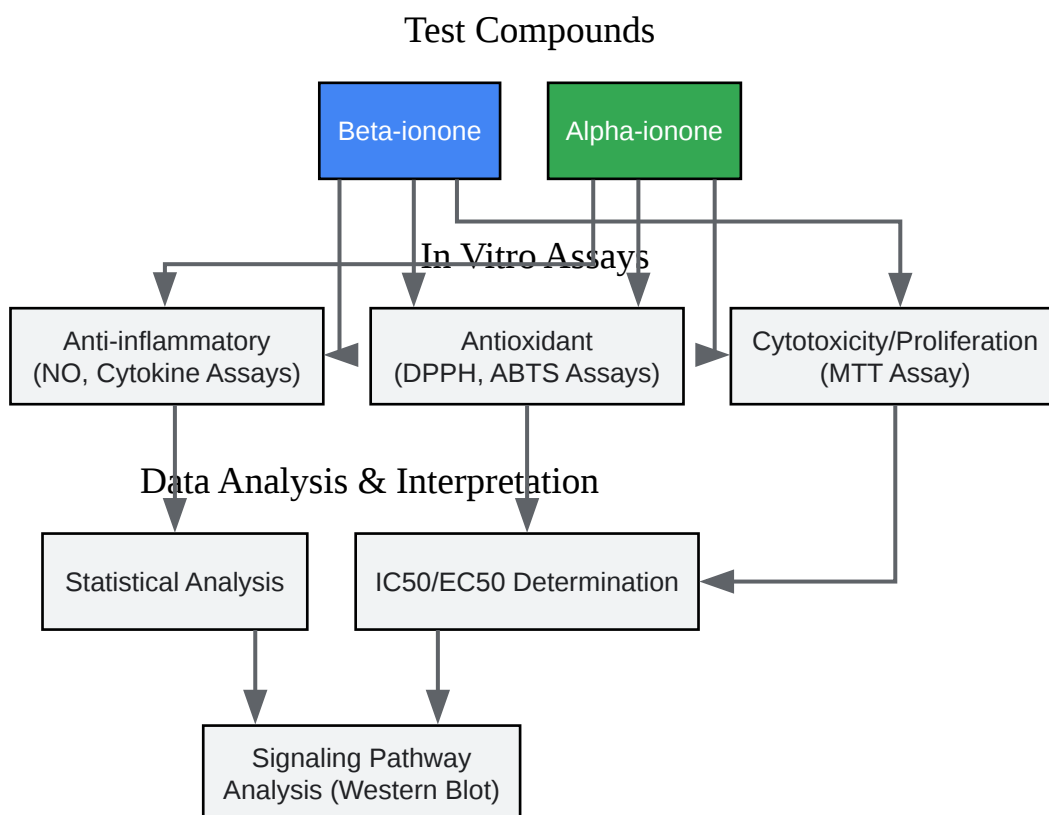 Test Compounds
Beta-ionone
Alpha-ionone
In Vitro Assays
Anti-inflammatory
(NO, Cytokine Assays)
Antioxidant
(DPPH, ABTS Assays)
Cytotoxicity/Proliferation
(MTT Assay)
Data Analysis & Interpretation
Statistical Analysis
IC50/EC50 Determination
Signaling Pathway
Analysis (Western Blot)